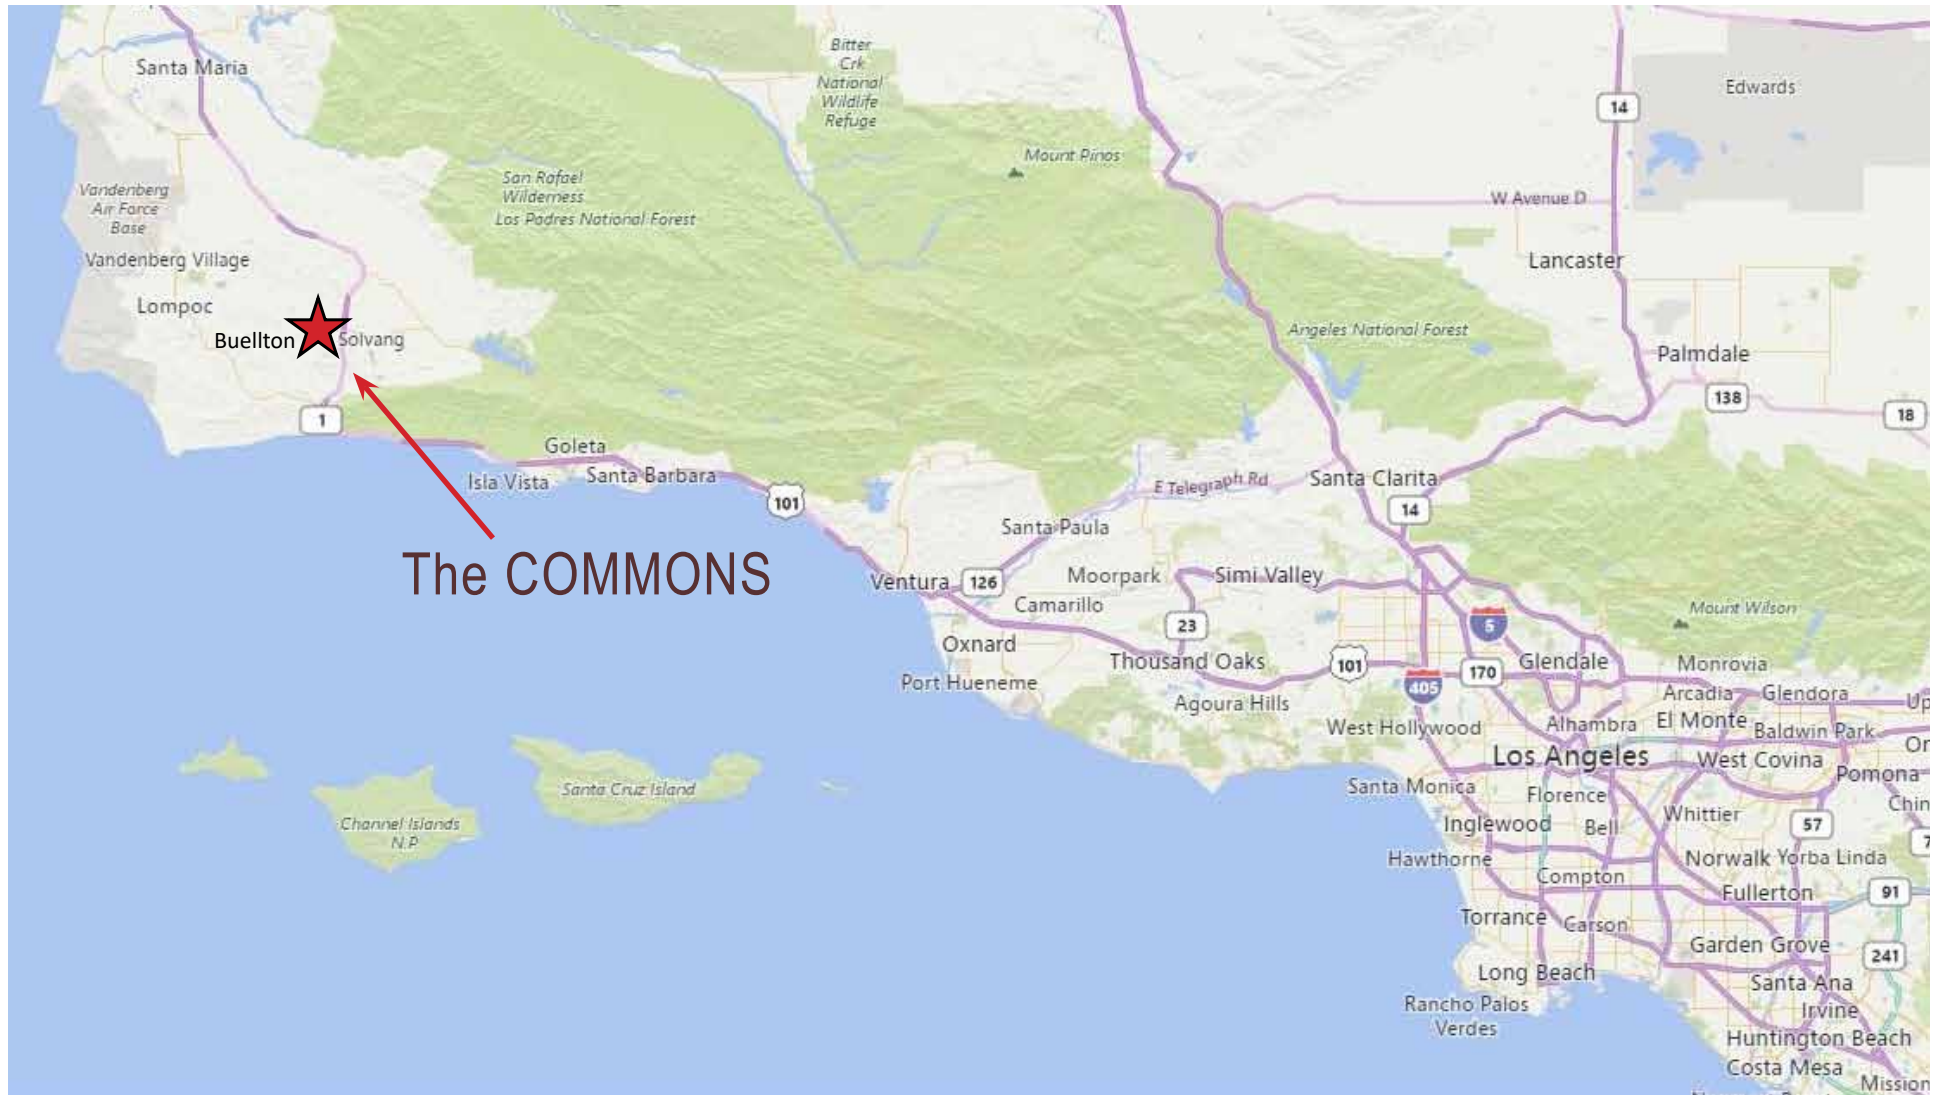 Santa Maria
Bitter
Crk
National
Wildlife
Refuge
Edwards
14
Mount Pinos
San Rafael
Wilderness
Los Padres National Forest
Vandenberg
Air Force
Base
W Avenue D
Vandenberg Village
Lancaster
Lompoc
Buellton
Solvang
Angeles National Forest
Palmdale
138
18
1
Goleta
Isla Vista
Santa Barbara
101
E Telegraph Rd
Santa Clarita
14
Santa Paula
The COMMONS
Ventura
126
Moorpark
Simi Valley
Camarillo
Mount Wilson
23
5
Oxnard
Thousand Oaks
101
170
Glendale
Monrovia
Port Hueneme
405
Agoura Hills
Arcadia
Glendora
Up
West Hollywood
Alhambra
El Monte
Baldwin Park
Or
Los Angeles
West Covina
Pomona
Santa Cruz Island
Santa Monica
Florence
Chin
Channel Islands
N.P
Inglewood
Bell
Whittier
57
7
Hawthorne
Norwalk
Yorba Linda
Compton
Fullerton
91
Torrance
Carson
Garden Grove
241
Long Beach
Santa Ana
Rancho Palos
Verdes
Irvine
Huntington Beach
Costa Mesa
Mission